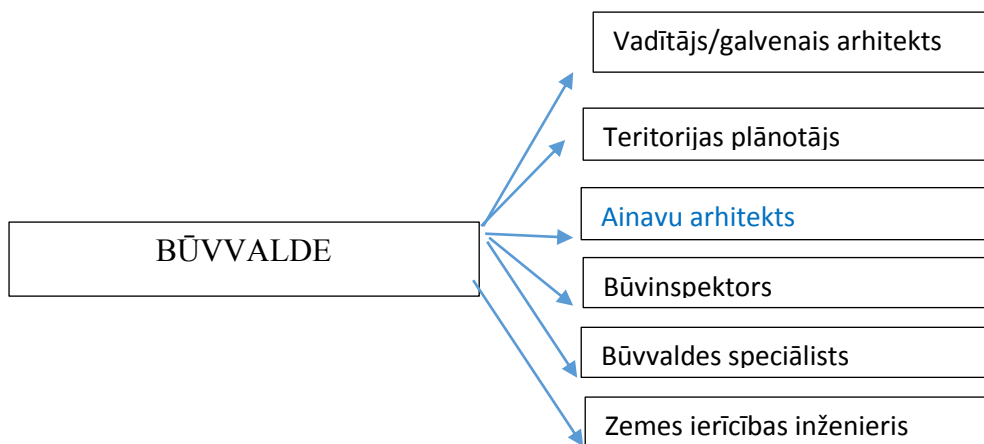 Vadītājs/galvenais arhitekts
Teritorijas plānotājs
Ainavu arhitekts
BŪVVALDE
Būvinspektors
Būvvaldes speciālists
Zemes ierīcības inženieris